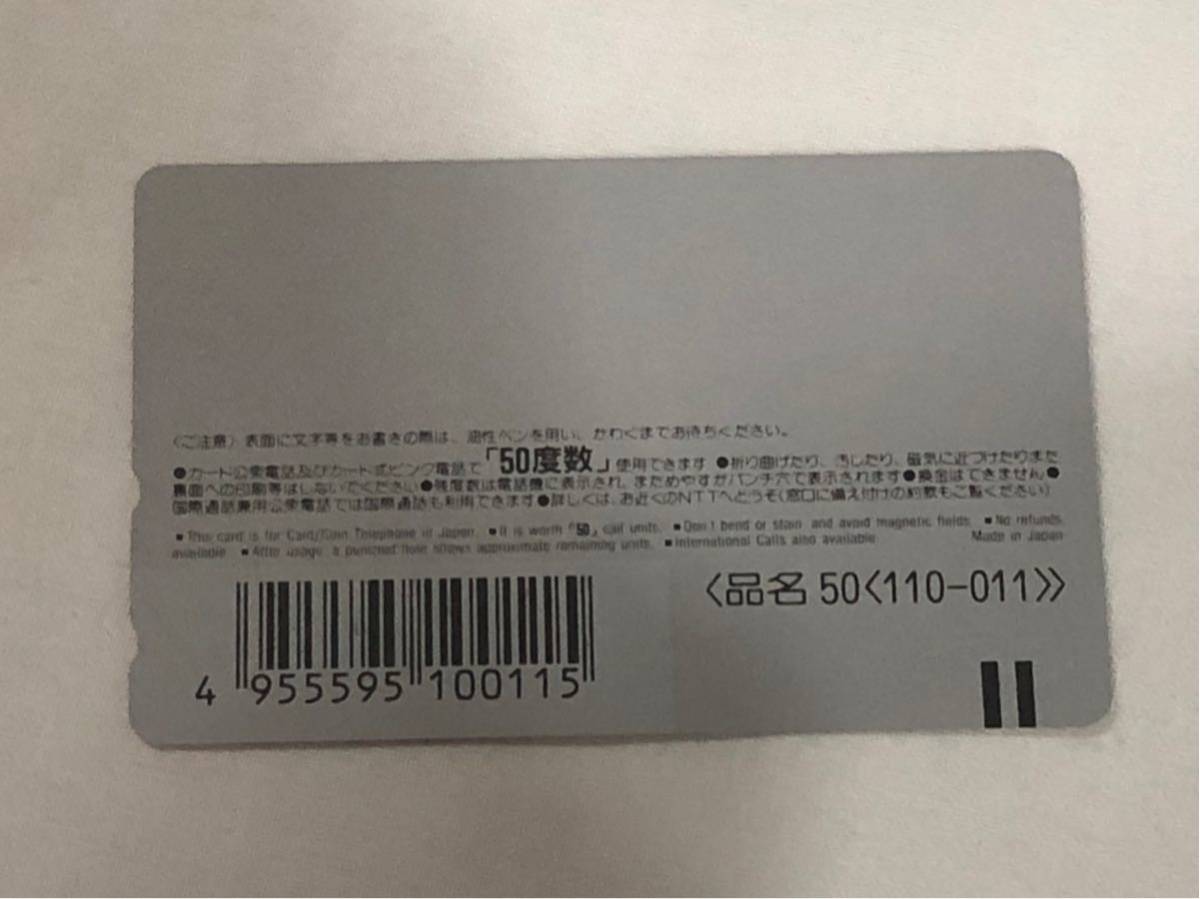 〈ご注意〉表面に文字等をお書きの際は、油性ペンを用い、かわくまでお待ちください。
●カード公衆電話及びカード式ピンク電話で「50度数」使用できます ●折り曲げたり、汚したり、磁気に近づけたりまた
裏面への印刷等はしないでください●残度数は電話機に表示され、まためやすがパンチ穴で表示されます●換金はできません●
国際通話兼用公衆電話では国際通話も利用できます●詳しくは、お近くのNTTへどうぞ(窓口に備え付けの約款もご覧ください)
■This card is for Card/Coin Telephone in Japan. ■It is worth「50」call units. ■Don't bend or stain and avoid magnetic fields. ■No refunds
available ■After usage, a punched hole shows approximate remaining units. ■International Calls also available Made in Japan
〈品名 50〈110-011〉〉
4 955595 100115